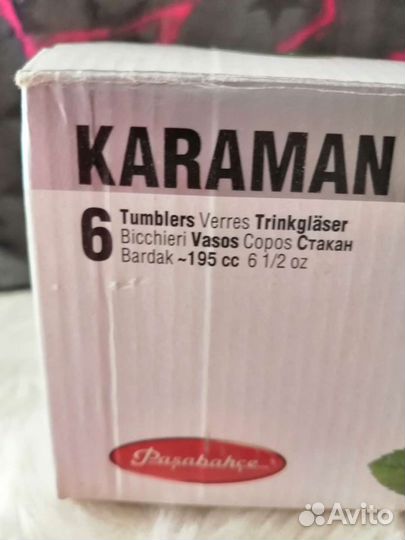 KARAMAN
6 Tumblers Verres Trinkgläser
Bicchieri Vasos Copos Стакан
Bardak ~195 cc 6 1/2 oz
Paşabahçe
Avito